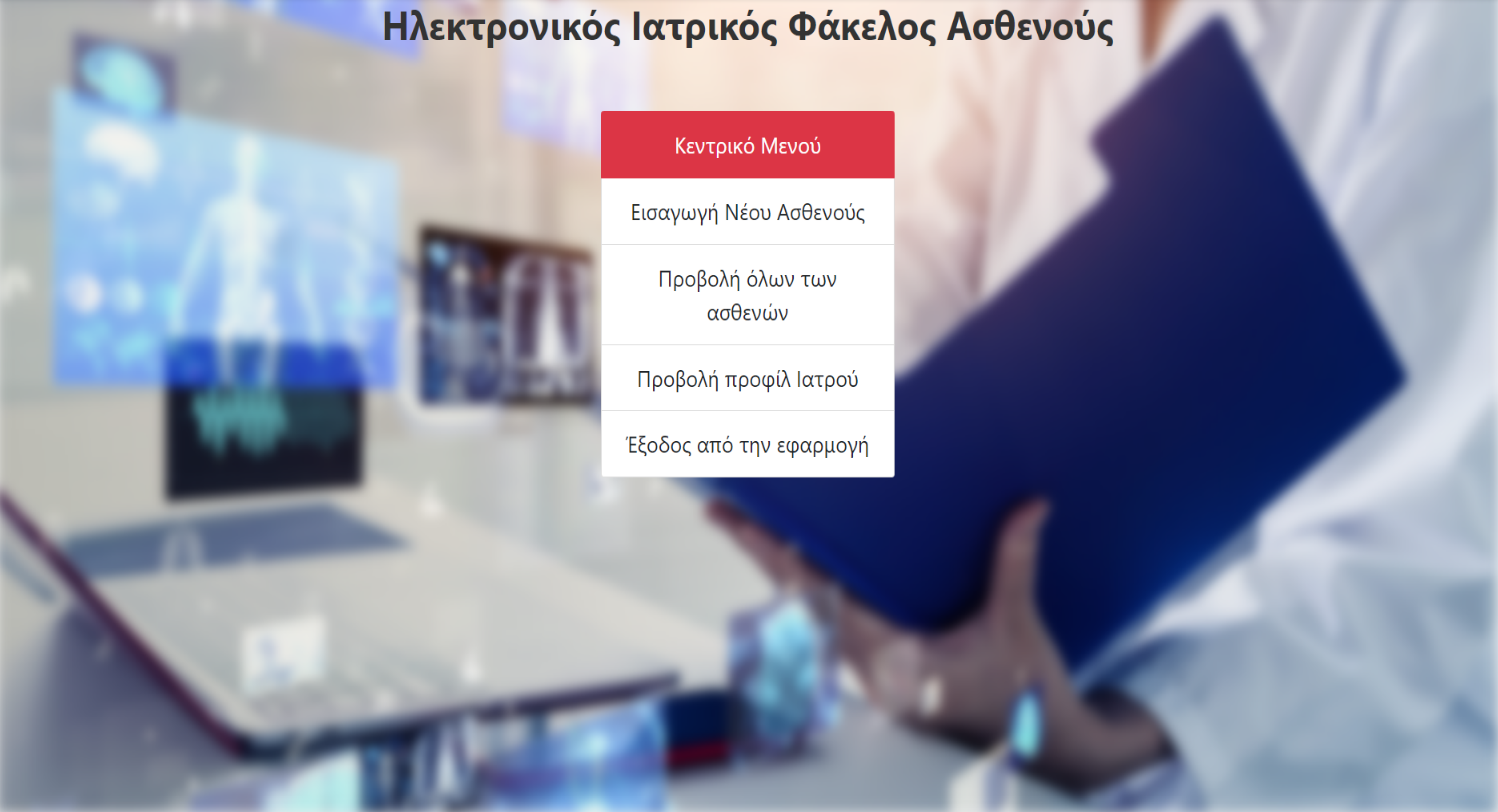 Ηλεκτρονικός Ιατρικός Φάκελος Ασθενούς
Κεντρικό Μενού
Εισαγωγή Νέου Ασθενούς
Προβολή όλων των
ασθενών
Προβολή προφίλ Ιατρού
Έξοδος από την εφαρμογή